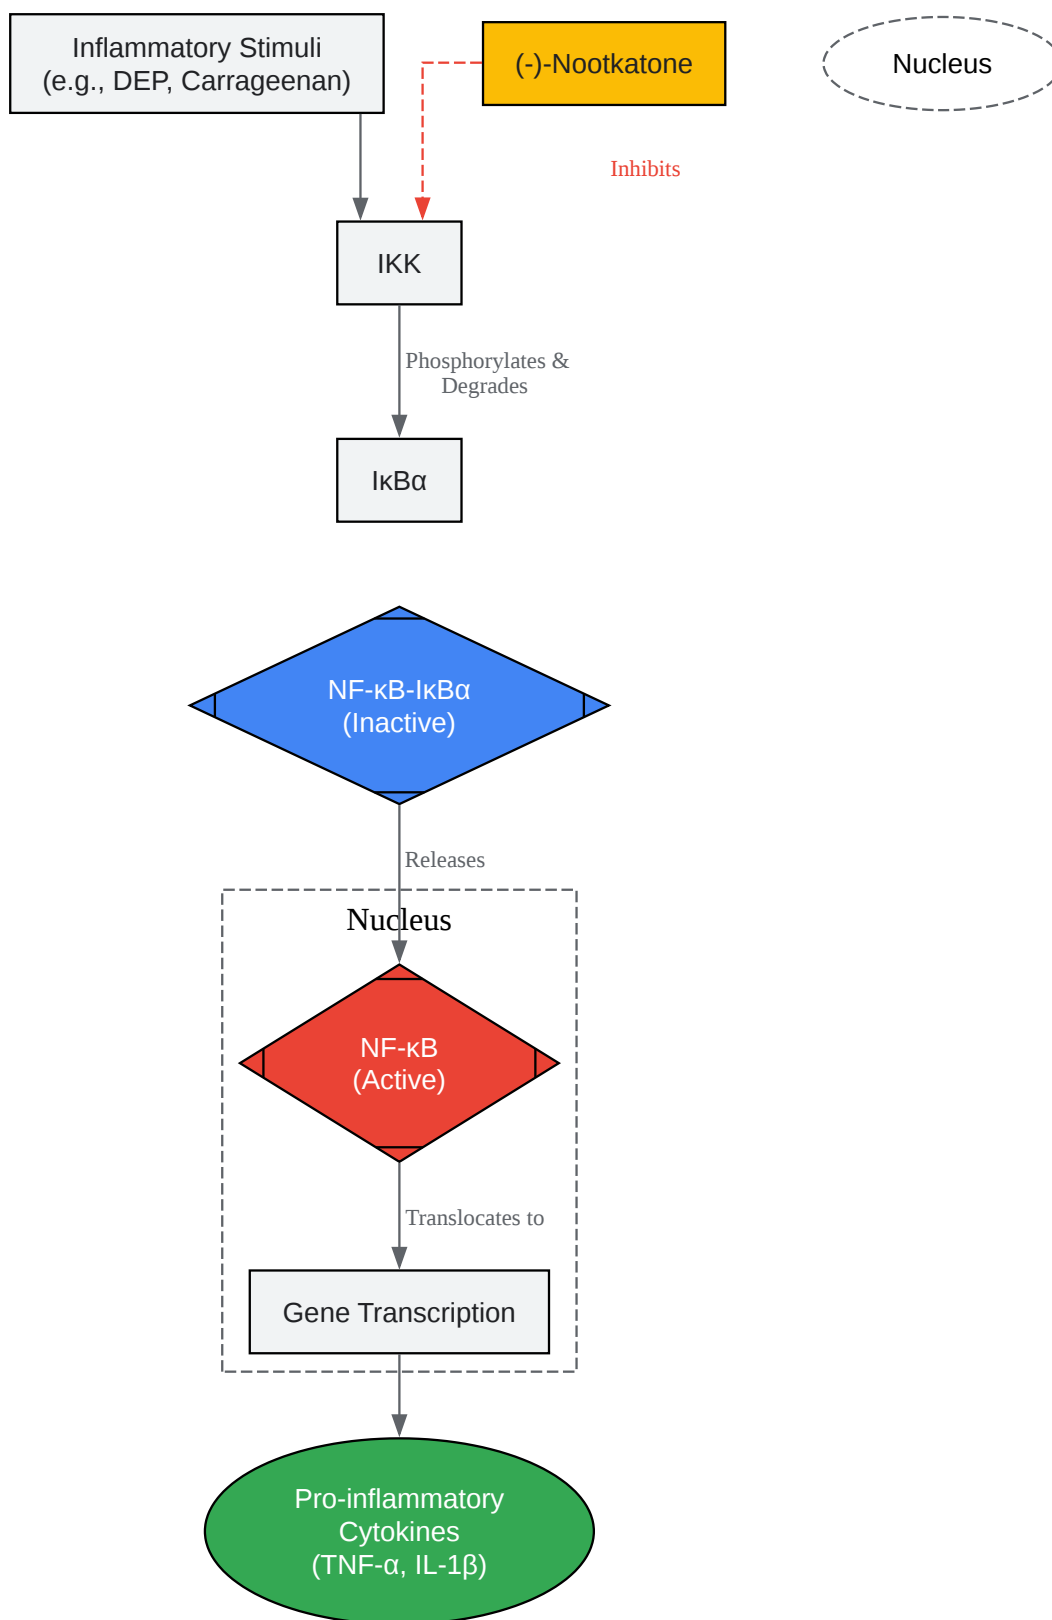 Inflammatory Stimuli
(e.g., DEP, Carrageenan)
(-)-Nootkatone
Nucleus
Inhibits
IKK
Phosphorylates &
Degrades
IκBα
NF-κB-IκBα
(Inactive)
Releases
Nucleus
NF-κB
(Active)
Translocates to
Gene Transcription
Pro-inflammatory
Cytokines
(TNF-α, IL-1β)